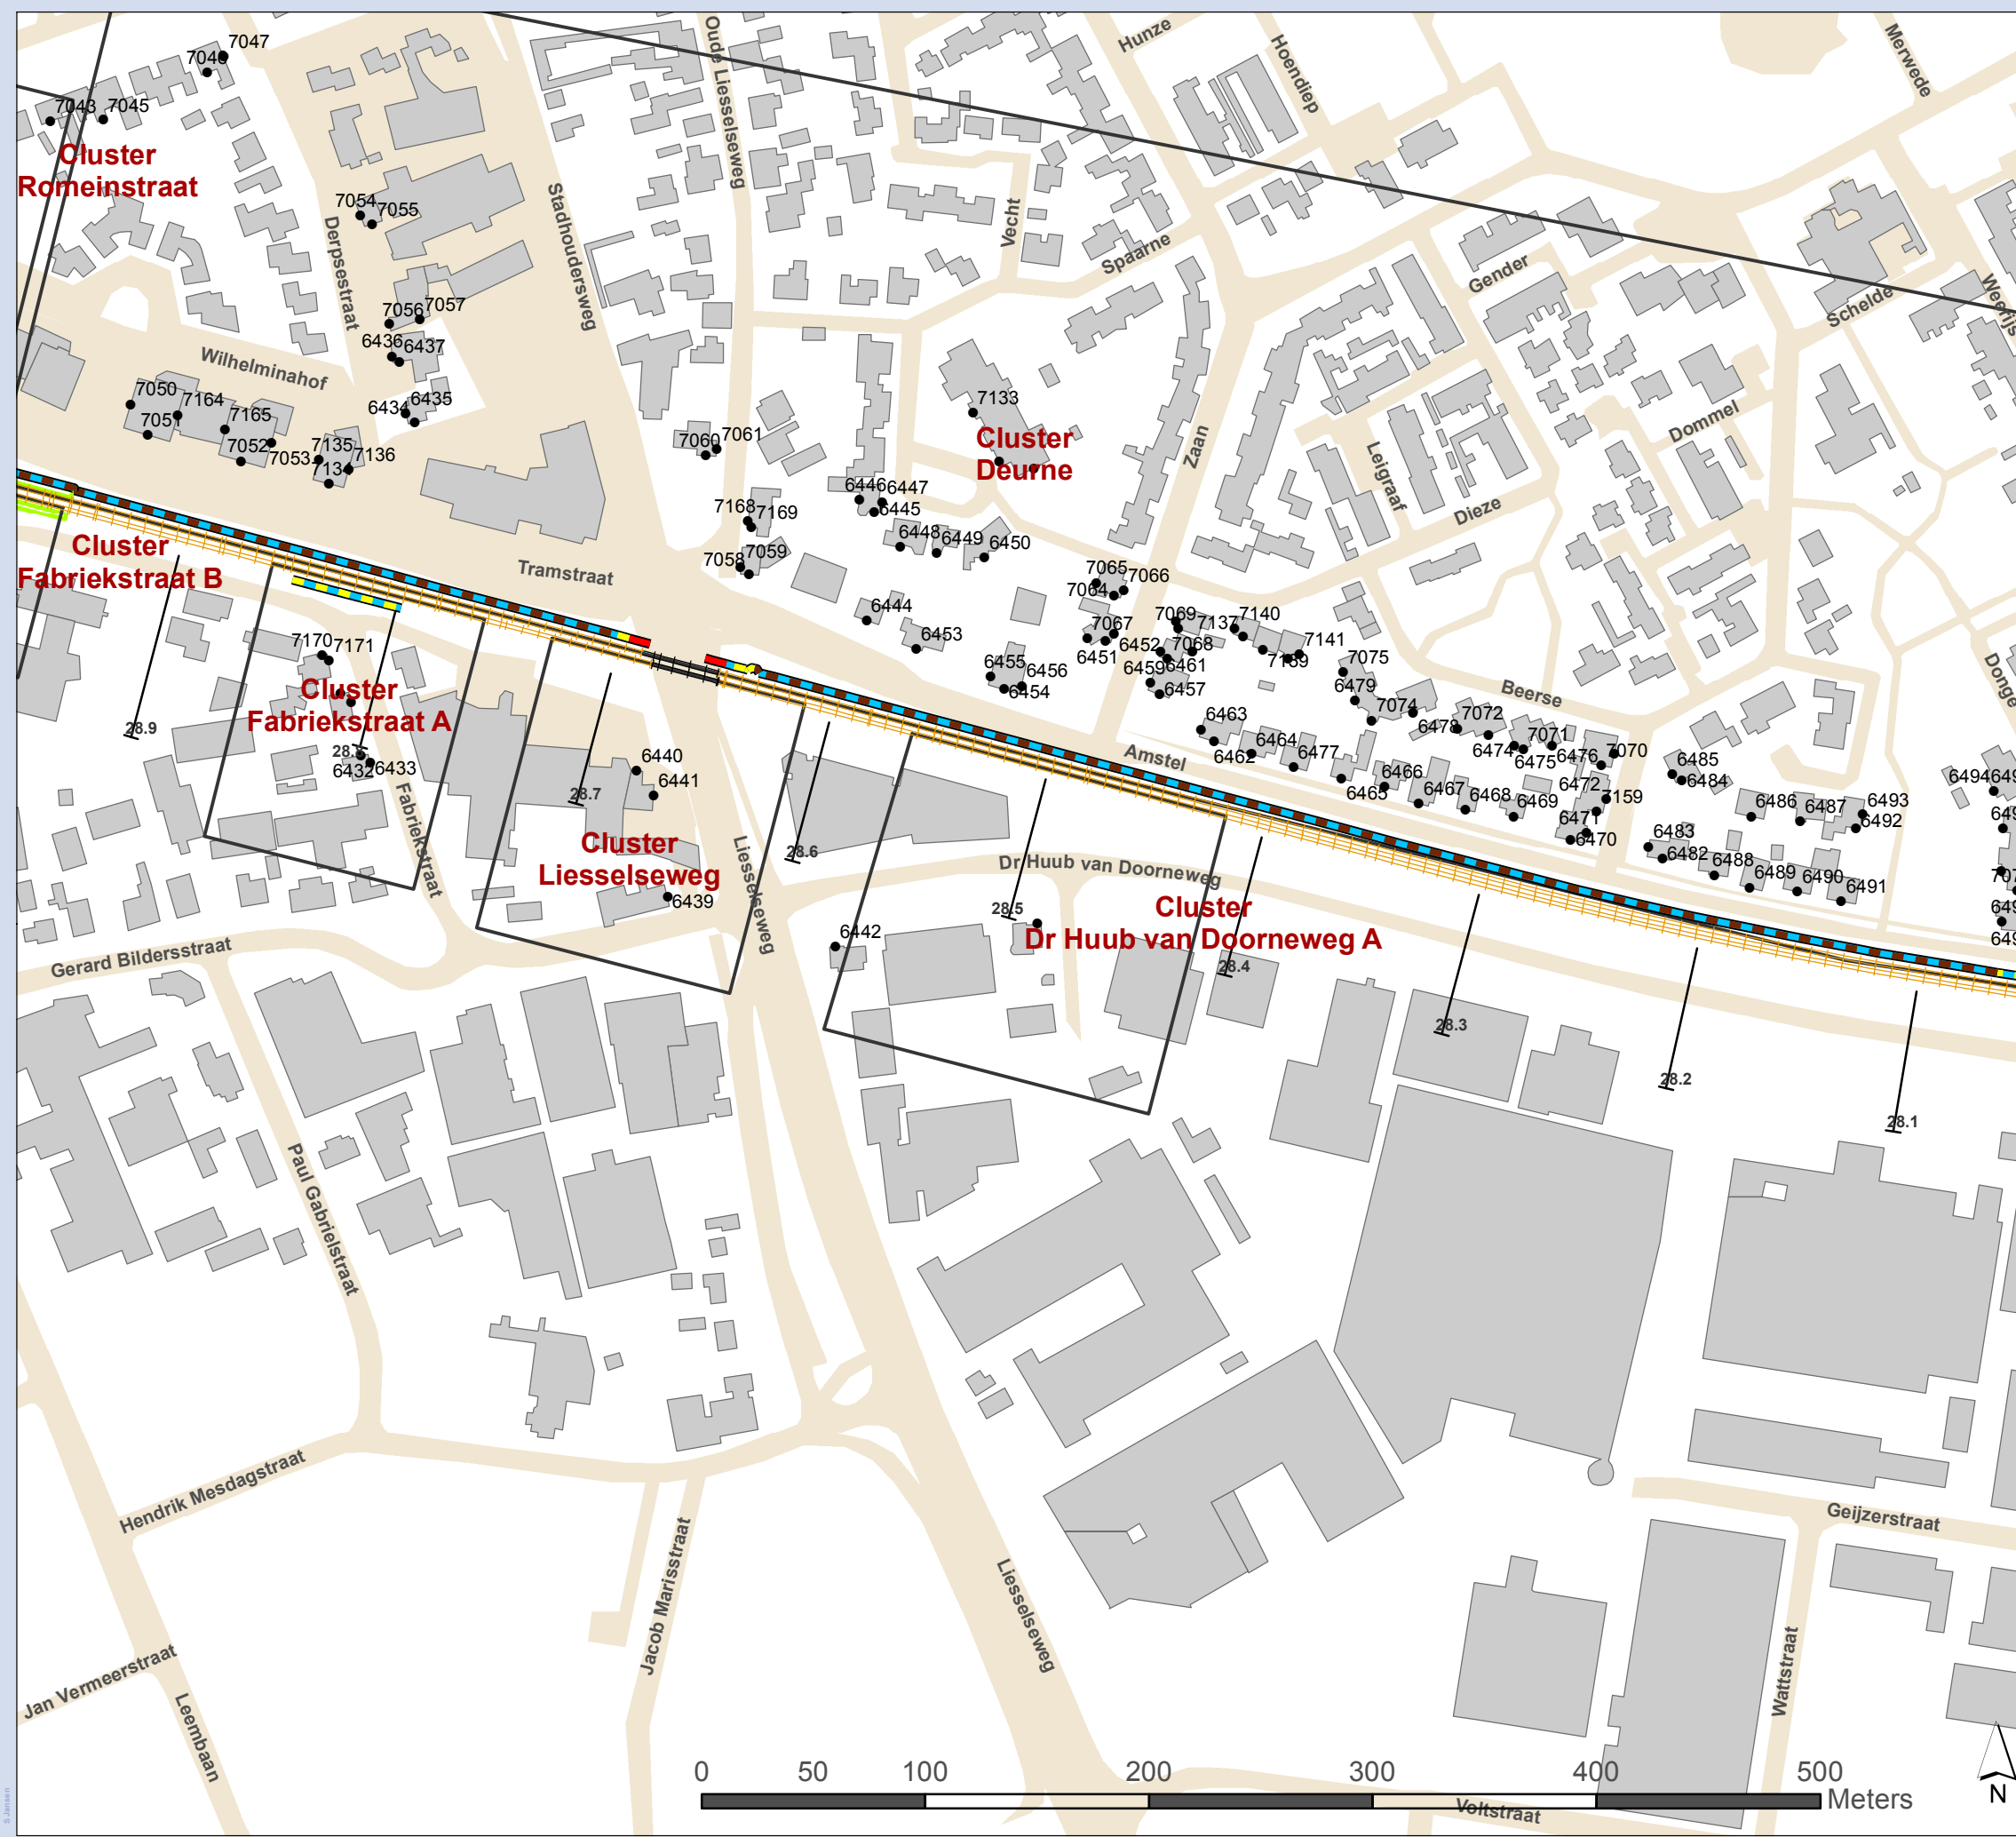 Hunze
Hoendiep
Merwede
Oude Liesselseweg
7047
7046
7043
7045
Cluster
Romeinstraat
Stadhoudersweg
Vecht
Spaarne
Gender
Schelde
Weerijs
7054
7055
Derpsestraat
7056
7057
6436
6437
Wilhelminahof
7050
7164
7051
7165
7052
7053
7135
7136
7134
6434
6435
7060
7061
7133
Cluster
Deurne
Zaan
Leigraaf
Dommel
Dieze
6446
6447
6445
7168
7169
6448
6449
6450
7058
7059
Cluster
Fabriekstraat B
Tramstraat
7065
7064
7066
6444
6453
7067
6451
6452
7069
7137
7140
7068
7139
7141
6455
6456
6454
6459
6461
6457
7075
6479
7074
Beerse
Donge
7170
7171
Cluster
Fabriekstraat A
28.9
6432
6433
6463
6462
6464
6477
6478
7072
6474
7071
6475
6476
7070
Amstel
6465
6466
6467
6468
6469
6472
7159
6471
6470
6485
6484
6486
6487
6493
6492
6494
6483
6482
6488
6489
6490
6491
6440
6441
28.7
Fabriekstraat
Cluster
Liesselseweg
6439
Liesselseweg
28.6
Dr Huub van Doorneweg
28.5
Cluster
Dr Huub van Doorneweg A
6442
28.4
28.3
28.2
28.1
Gerard Bildersstraat
Paul Gabrielstraat
Hendrik Mesdagstraat
Jacob Marisstraat
Liesselseweg
Geijzerstraat
Wattstraat
Jan Vermeerstraat
Leembaan
0 50 100 200 300 400 500
Meters
Voltstraat
N
S Jansen